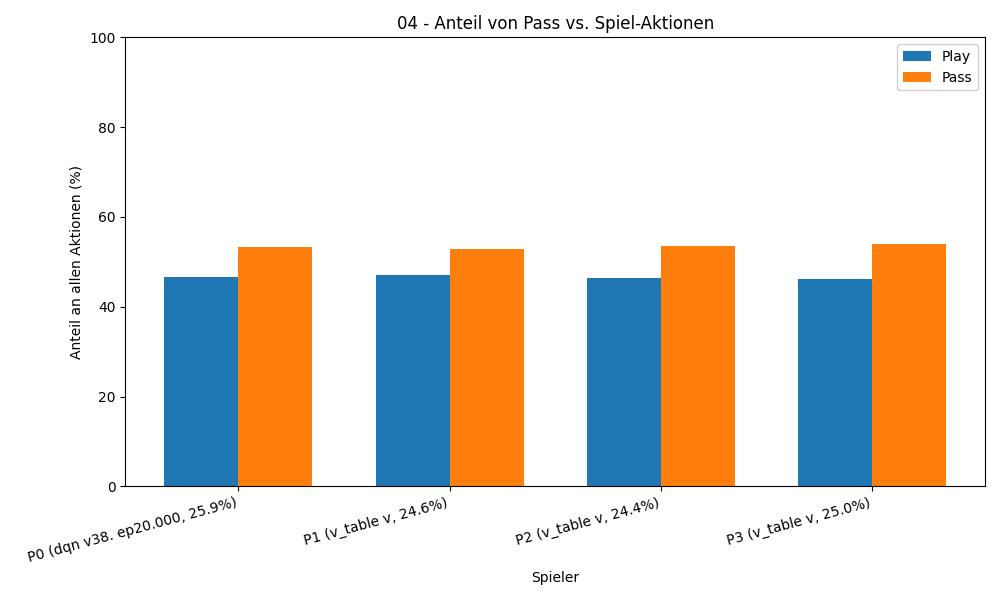 04 - Anteil von Pass vs. Spiel-Aktionen
Play
Pass
Anteil an allen Aktionen (%)
100
80
60
40
20
0
P0 (dqn v38. ep20.000, 25.9%)
P1 (v_table v, 24.6%)
P2 (v_table v, 24.4%)
P3 (v_table v, 25.0%)
Spieler